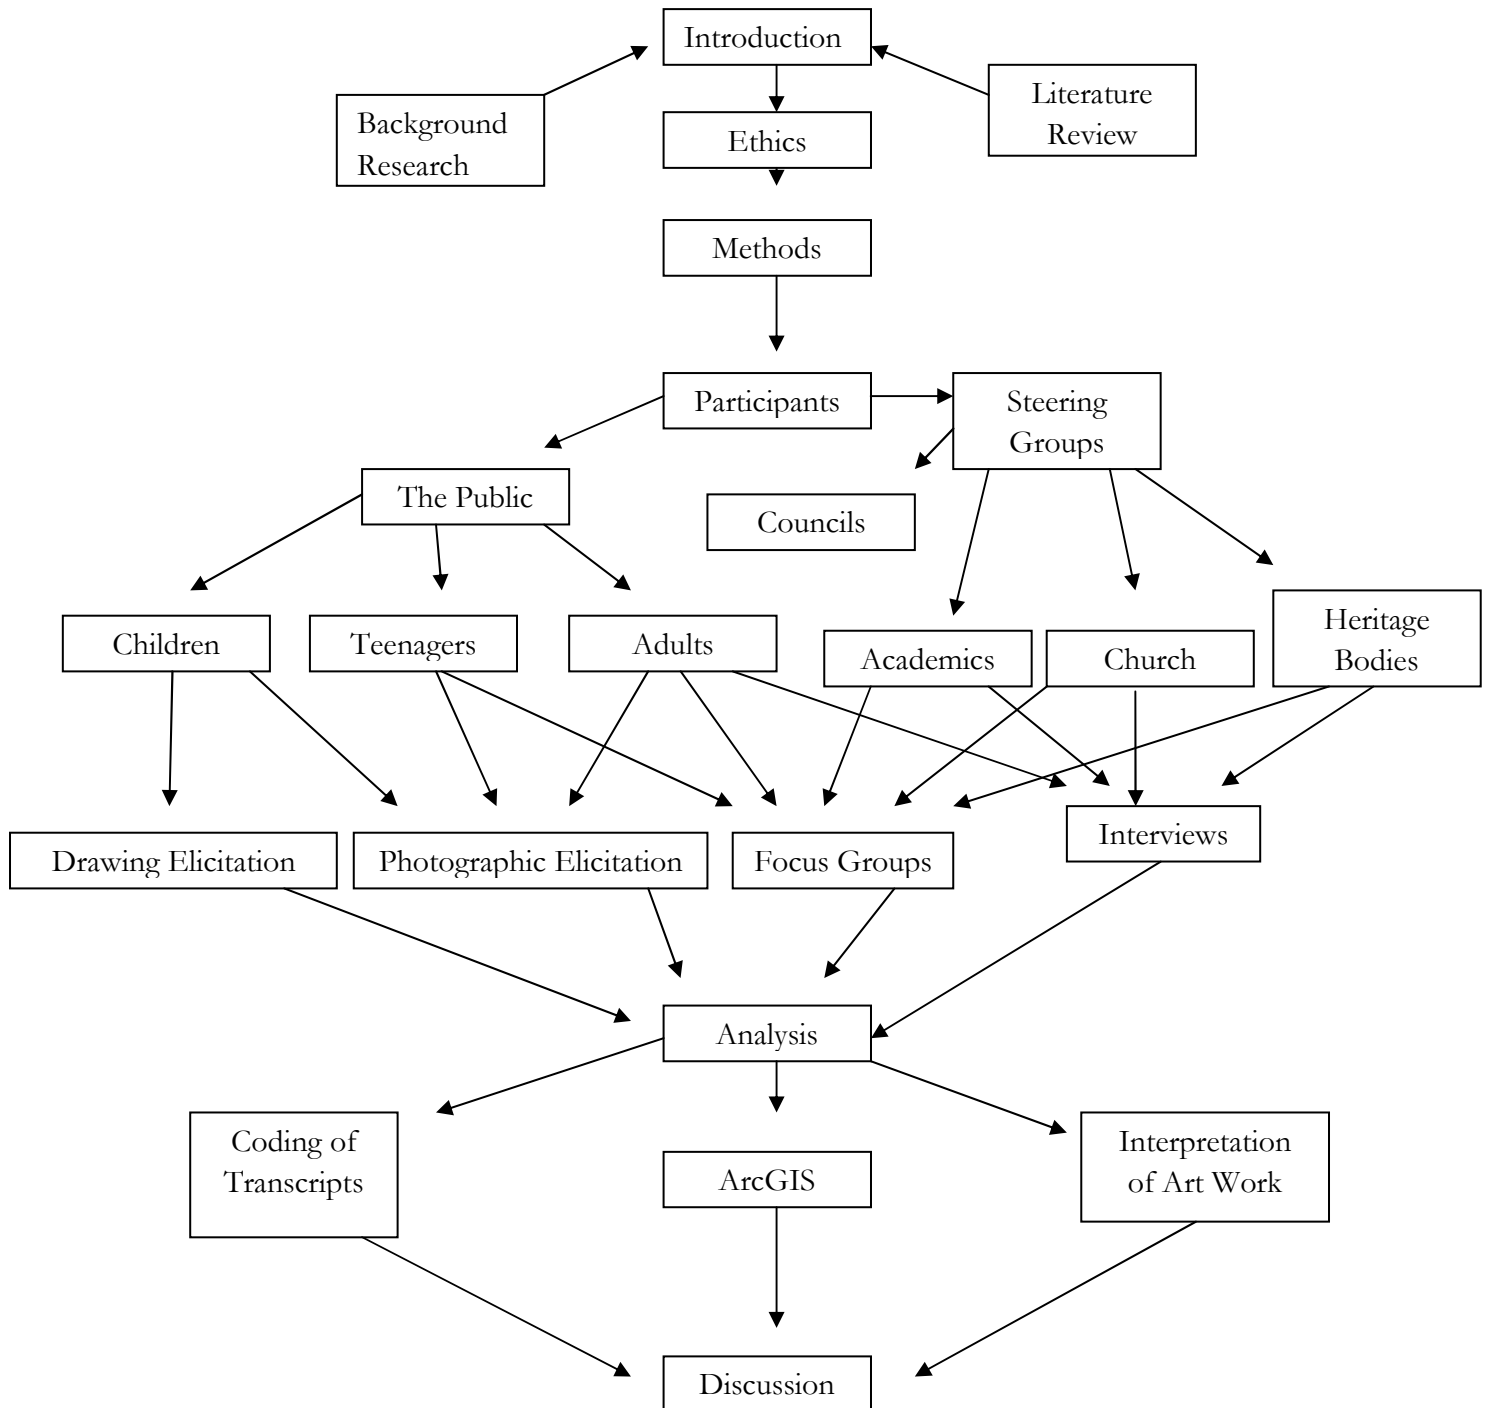 Introduction
Background
Research
Literature
Review
Ethics
Methods
Participants
Steering
Groups
The Public
Councils
Children
Teenagers
Adults
Academics
Church
Heritage
Bodies
Drawing Elicitation
Photographic Elicitation
Focus Groups
Interviews
Analysis
Coding of
Transcripts
ArcGIS
Interpretation
of Art Work
Discussion